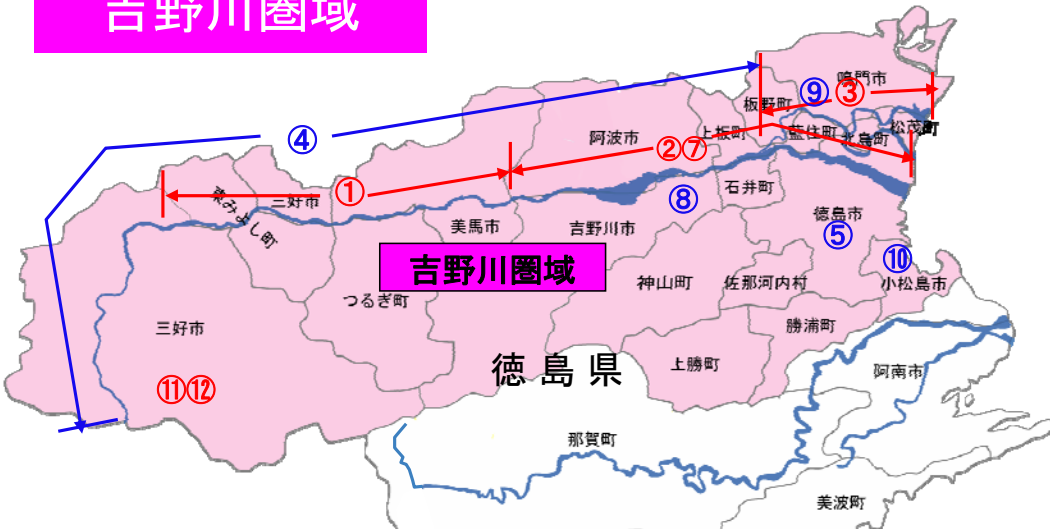 吉野川圏域
鳴門市
板野町
⑨
③
④
阿波市
上板町
藍住町
北島町
松茂町
②⑦
①
東みよし町
三好市
石井町
⑧
美馬市
吉野川市
徳島市
⑤
⑩
吉野川圏域
神山町
佐那河内村
小松島市
つるぎ町
三好市
勝浦町
上勝町
徳島県
阿南市
⑪⑫
那賀町
美波町